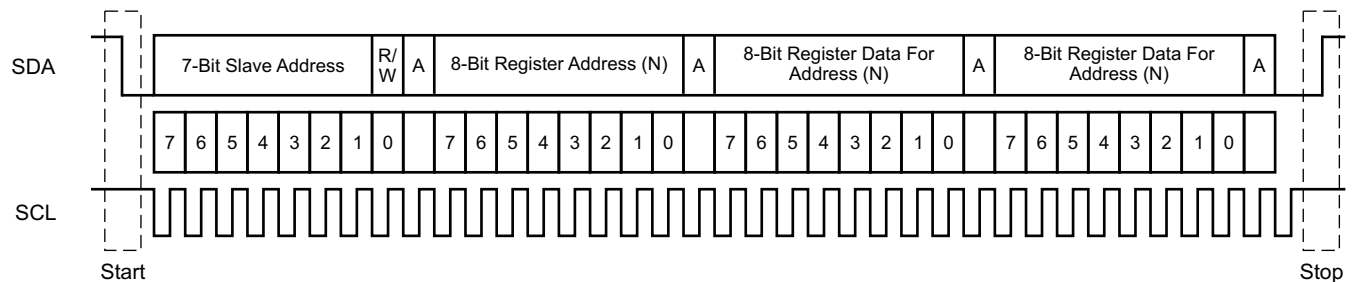 SDA
7-Bit Slave Address
R/
W
A
8-Bit Register Address (N)
A
8-Bit Register Data For
Address (N)
A
8-Bit Register Data For
Address (N)
A
7 6 5 4 3 2 1 0 7 6 5 4 3 2 1 0 7 6 5 4 3 2 1 0 7 6 5 4 3 2 1 0
SCL
Start
Stop